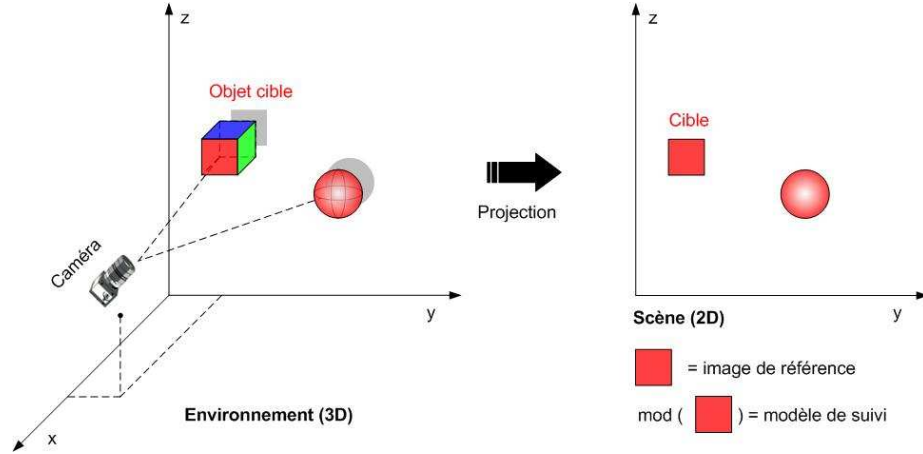 z
Objet cible
Caméra
y
x
Environnement (3D)
Projection
z
Cible
y
Scène (2D)
= image de référence
mod ( ) = modèle de suivi